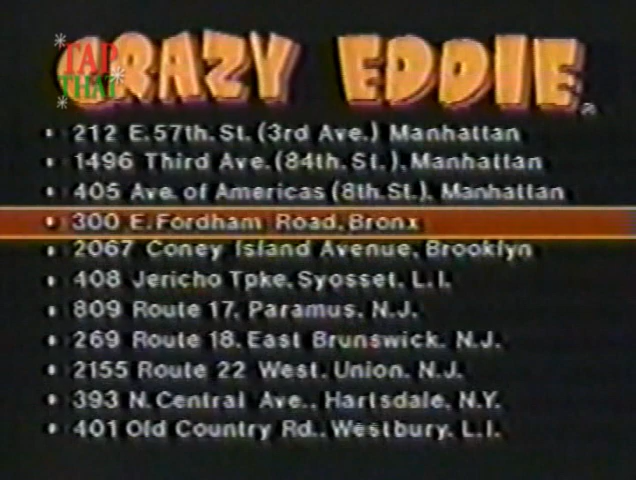 TAP
THAT
CRAZY EDDIE
• 212 E. 57th. St. (3rd Ave.) Manhattan
• 1496 Third Ave. (84th. St.), Manhattan
• 405 Ave. of Americas (8th St.), Manhattan
• 300 E. Fordham Road, Bronx
• 2067 Coney Island Avenue, Brooklyn
• 408 Jericho Tpke, Syosset, L.I.
• 809 Route 17, Paramus, N.J.
• 269 Route 18, East Brunswick, N.J.
• 2155 Route 22 West, Union, N.J.
• 393 N. Central Ave., Hartsdale, N.Y.
• 401 Old Country Rd., Westbury, L.I.